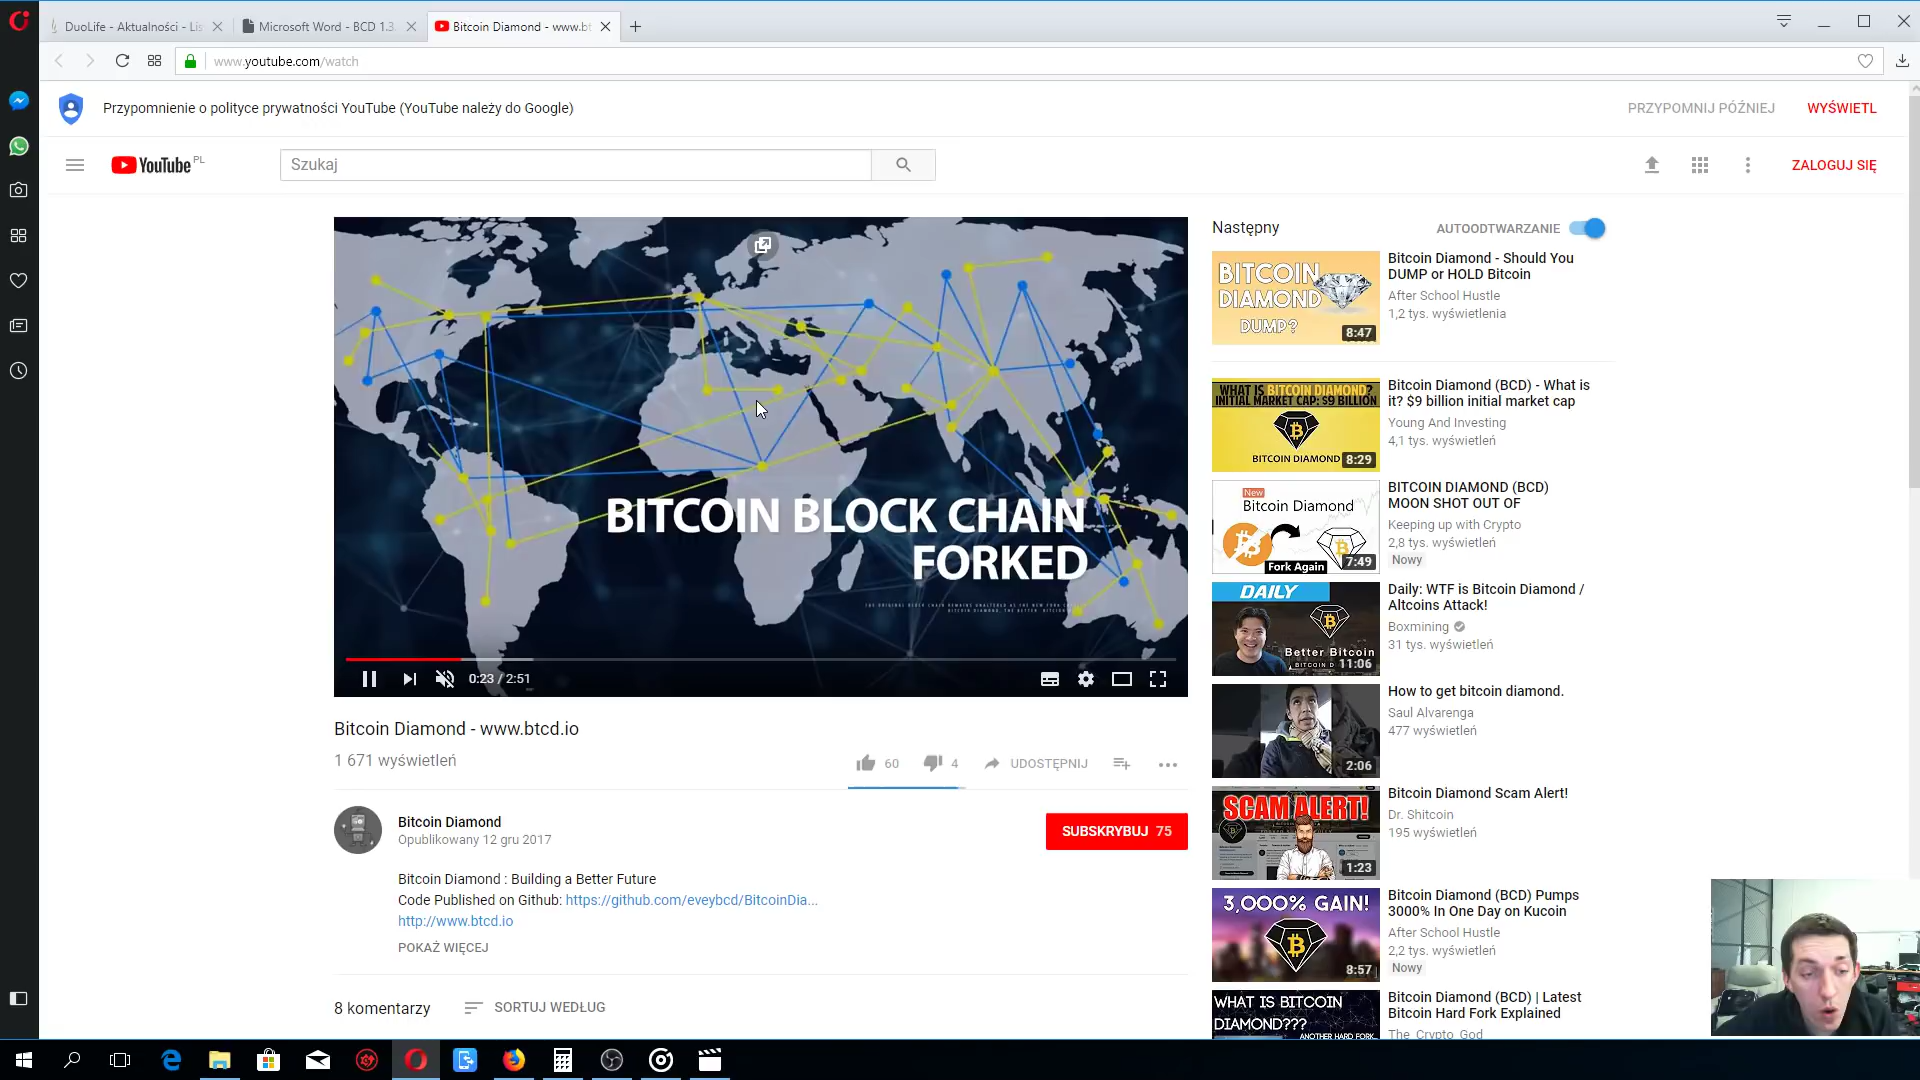 DuoLife - Aktualności - Lis
Microsoft Word - BCD 1.3.
Bitcoin Diamond - www.bt
www.youtube.com/watch
Przypomnienie o polityce prywatności YouTube (YouTube należy do Google)
PRZYPOMNIJ PÓŹNIEJ
WYŚWIETL
YouTube PL
Szukaj
ZALOGUJ SIĘ
BITCOIN BLOCK CHAIN
FORKED
0:23 / 2:51
Bitcoin Diamond - www.btcd.io
1 671 wyświetleń
60
4
UDOSTĘPNIJ
Bitcoin Diamond
Opublikowany 12 gru 2017
SUBSKRYBUJ 75
Bitcoin Diamond : Building a Better Future
Code Published on Github: https://github.com/eveybcd/BitcoinDia...
http://www.btcd.io
POKAŻ WIĘCEJ
8 komentarzy
SORTUJ WEDŁUG
Następny
AUTOODTWARZANIE
BITCOIN
DIAMOND
DUMP?
8:47
Bitcoin Diamond - Should You
DUMP or HOLD Bitcoin
After School Hustle
1,2 tys. wyświetlenia
WHAT IS BITCOIN DIAMOND?
INITIAL MARKET CAP: $9 BILLION
BITCOIN DIAMOND
8:29
Bitcoin Diamond (BCD) - What is
it? $9 billion initial market cap
Young And Investing
4,1 tys. wyświetleń
New
Bitcoin Diamond
Fork Again
7:49
BITCOIN DIAMOND (BCD)
MOON SHOT OUT OF
Keeping up with Crypto
2,8 tys. wyświetleń
Nowy
DAILY
Better Bitcoin
BITCOIN D
11:06
Daily: WTF is Bitcoin Diamond /
Altcoins Attack!
Boxmining
31 tys. wyświetleń
2:06
How to get bitcoin diamond.
Saul Alvarenga
477 wyświetleń
SCAM ALERT!
1:23
Bitcoin Diamond Scam Alert!
Dr. Shitcoin
195 wyświetleń
3,000% GAIN!
8:57
Bitcoin Diamond (BCD) Pumps
3000% In One Day on Kucoin
After School Hustle
2,2 tys. wyświetleń
Nowy
WHAT IS BITCOIN
DIAMOND???
ANOTHER HARD FORK
Bitcoin Diamond (BCD) | Latest
Bitcoin Hard Fork Explained
The Crypto God